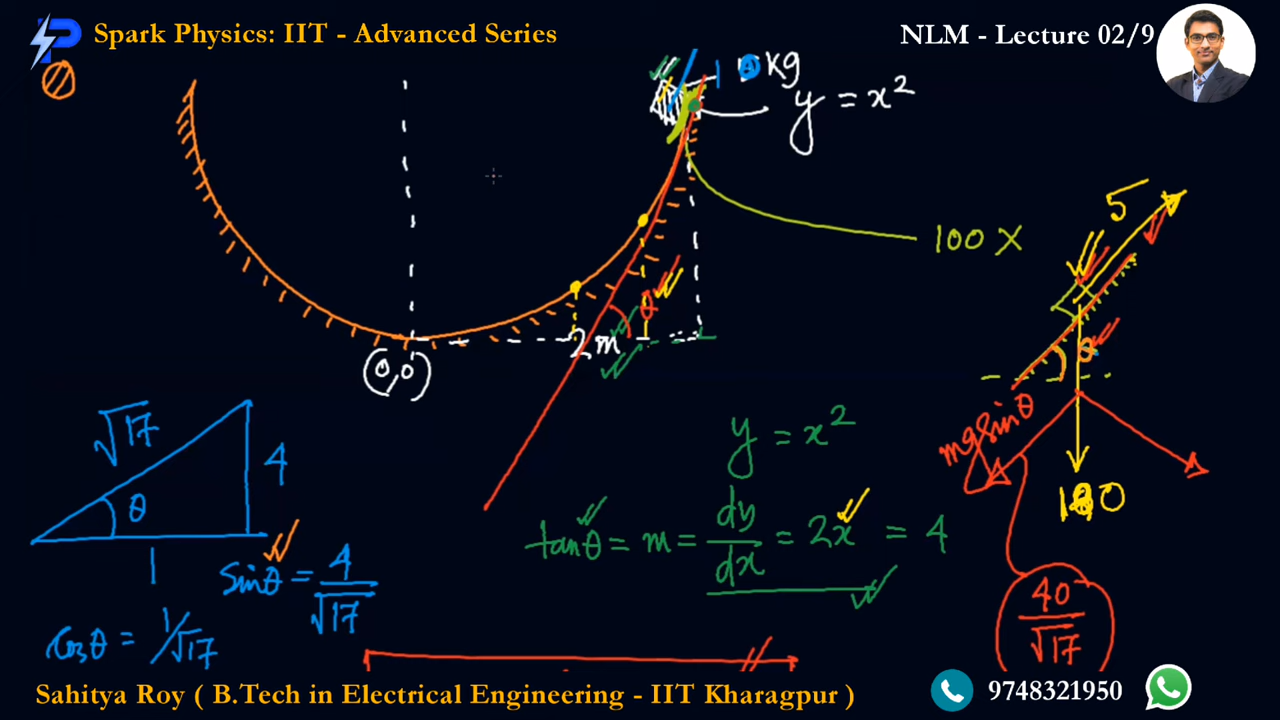 Spark Physics: IIT - Advanced Series
NLM - Lecture 02/9
kg
y = x²
100 X
5
θ
2m
(0,0)
mg sinθ
√17
4
θ
1
sinθ = 4/√17
cosθ = 1/√17
y = x²
tanθ = m = dy/dx = 2x = 4
40/√17
Sahitya Roy ( B.Tech in Electrical Engineering - IIT Kharagpur )
9748321950